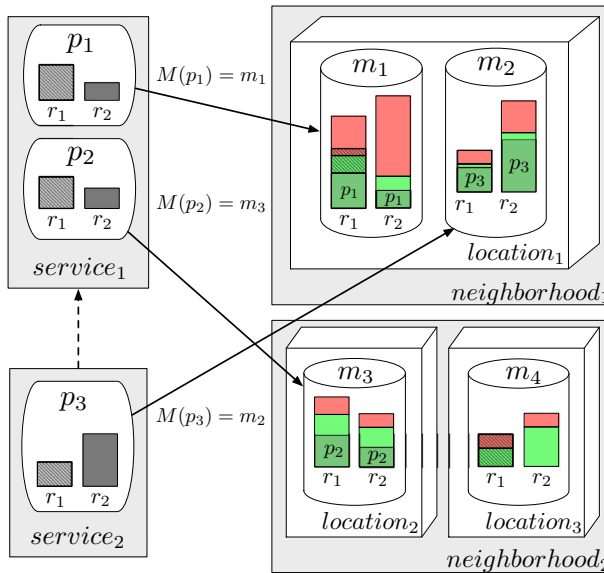 p₁
r₁ r₂
p₂
r₁ r₂
service₁
p₃
r₁ r₂
service₂
M(p₁) = m₁
M(p₂) = m₃
M(p₃) = m₂
m₁
p₁ p₁
r₁ r₂
m₂
p₃ p₃
r₁ r₂
location₁
neighborhood₁
m₃
p₂ p₂
r₁ r₂
location₂
m₄
r₁ r₂
location₃
neighborhood₂